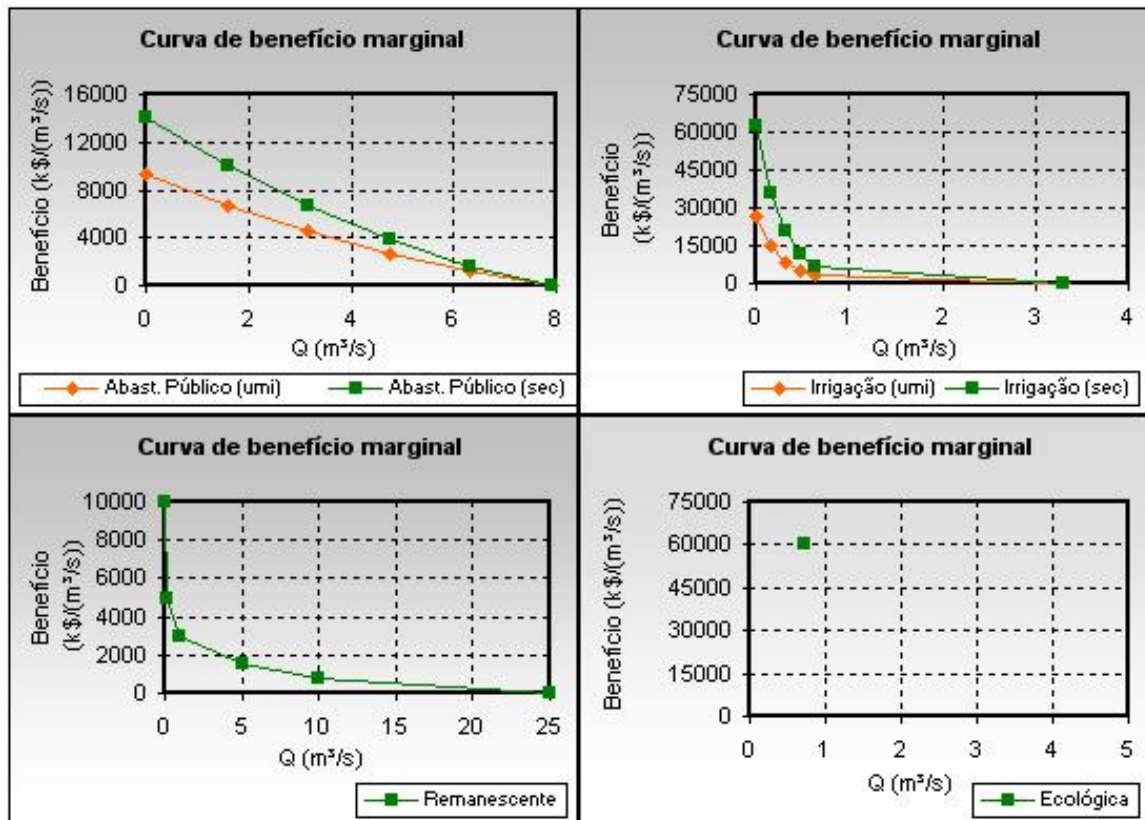 Curva de benefício marginal
Benefício (k$/(m³/s))
16000
12000
8000
4000
0
0 2 4 6 8
Q (m³/s)
Abast. Público (umi) Abast. Público (sec)
Curva de benefício marginal
Benefício
(k$/(m³/s))
75000
60000
45000
30000
15000
0
0 1 2 3 4
Q (m³/s)
Irrigação (umi) Irrigação (sec)
Curva de benefício marginal
Benefício
(k$/(m³/s))
10000
8000
6000
4000
2000
0
0 5 10 15 20 25
Q (m³/s)
Remanescente
Curva de benefício marginal
Benefício (k$/(m³/s))
75000
60000
45000
30000
15000
0
0 1 2 3 4 5
Q (m³/s)
Ecológica